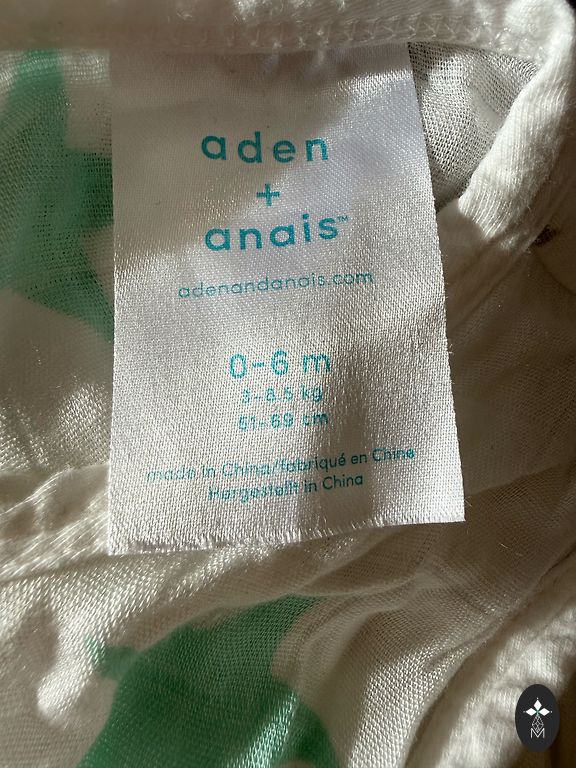 aden
+
anais™
adenandanais.com
0-6 m
3-8.5 kg
51-69 cm
made in China/fabriqué en Chine
Hergestellt in China
M